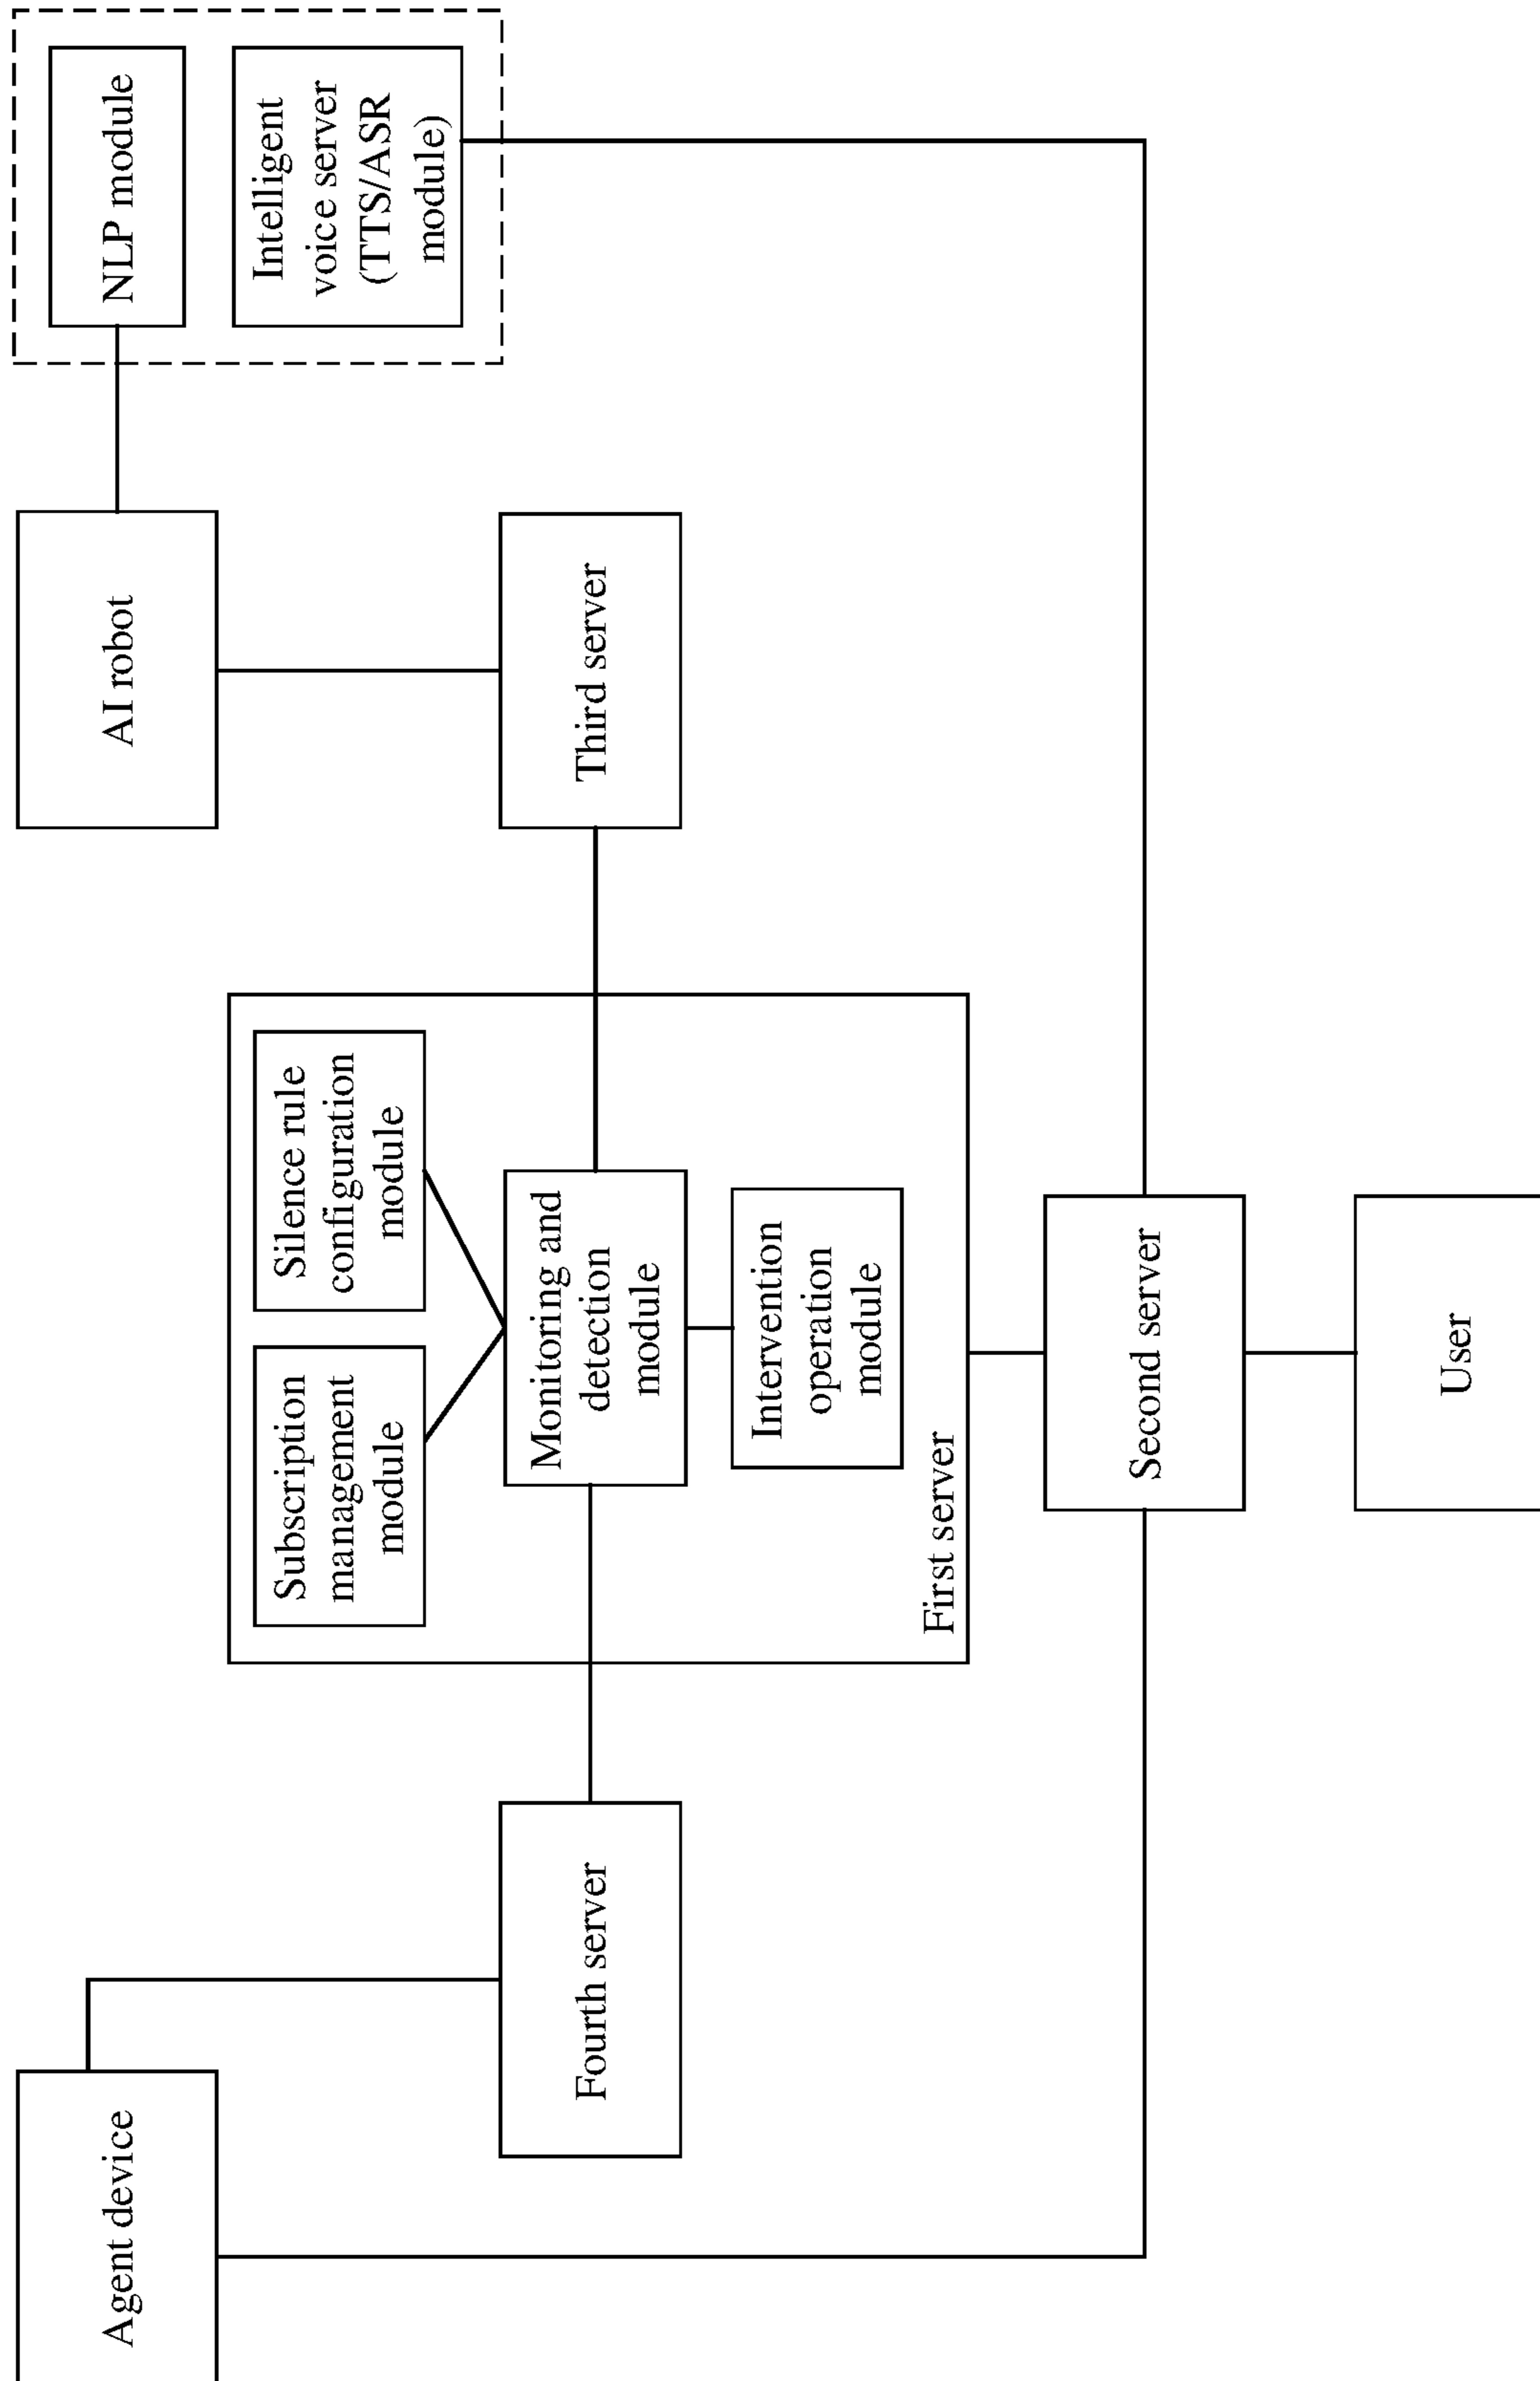 Agent device
AI robot
NLP module
Intelligent
voice server
(TTS/ASR
module)
Subscription
management
module
Silence rule
configuration
module
Fourth server
Monitoring and
detection
module
Third server
Intervention
operation
module
First server
Second server
User